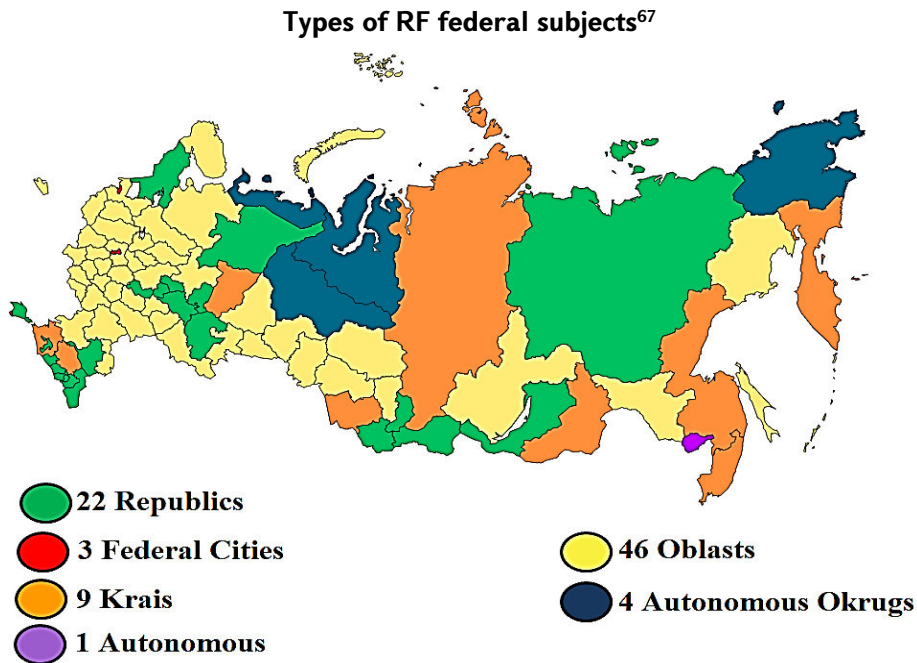 Types of RF federal subjects⁶⁷
22 Republics
3 Federal Cities
9 Krais
1 Autonomous
46 Oblasts
4 Autonomous Okrugs